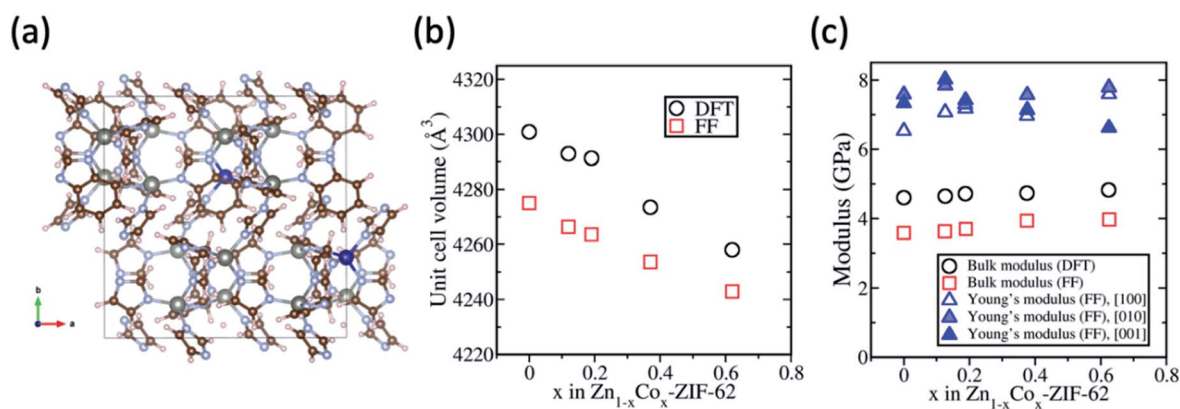 (a)
b
a
(b)
Unit cell volume (Å³)
4320
4300
4280
4260
4240
4220
DFT
FF
0
0.2
0.4
0.6
0.8
x in Zn₁₋ₓCoₓ-ZIF-62
(c)
Modulus (GPa)
8
6
4
2
0
Bulk modulus (DFT)
Bulk modulus (FF)
Young's modulus (FF), [100]
Young's modulus (FF), [010]
Young's modulus (FF), [001]
0
0.2
0.4
0.6
0.8
x in Zn₁₋ₓCoₓ-ZIF-62